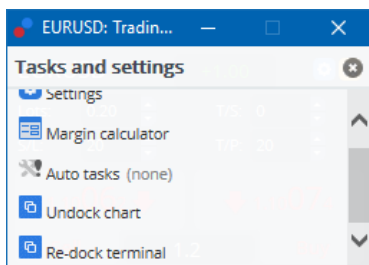 EURUSD: Tradin...
Tasks and settings
Settings
Margin calculator
Auto tasks (none)
Undock chart
Re-dock terminal